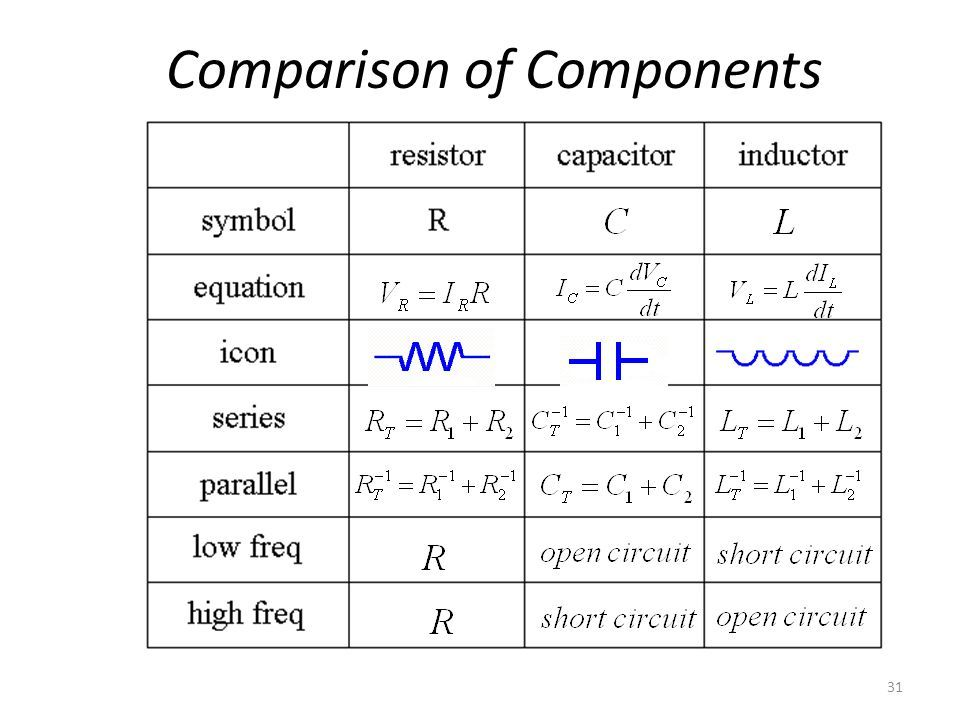 Comparison of Components
resistor capacitor inductor
symbol R C L
equation V_R = I_R R I_C = C dV_C/dt V_L = L dI_L/dt
icon
series R_T = R_1 + R_2 C_T^-1 = C_1^-1 + C_2^-1 L_T = L_1 + L_2
parallel R_T^-1 = R_1^-1 + R_2^-1 C_T = C_1 + C_2 L_T^-1 = L_1^-1 + L_2^-1
low freq R open circuit short circuit
high freq R short circuit open circuit
31